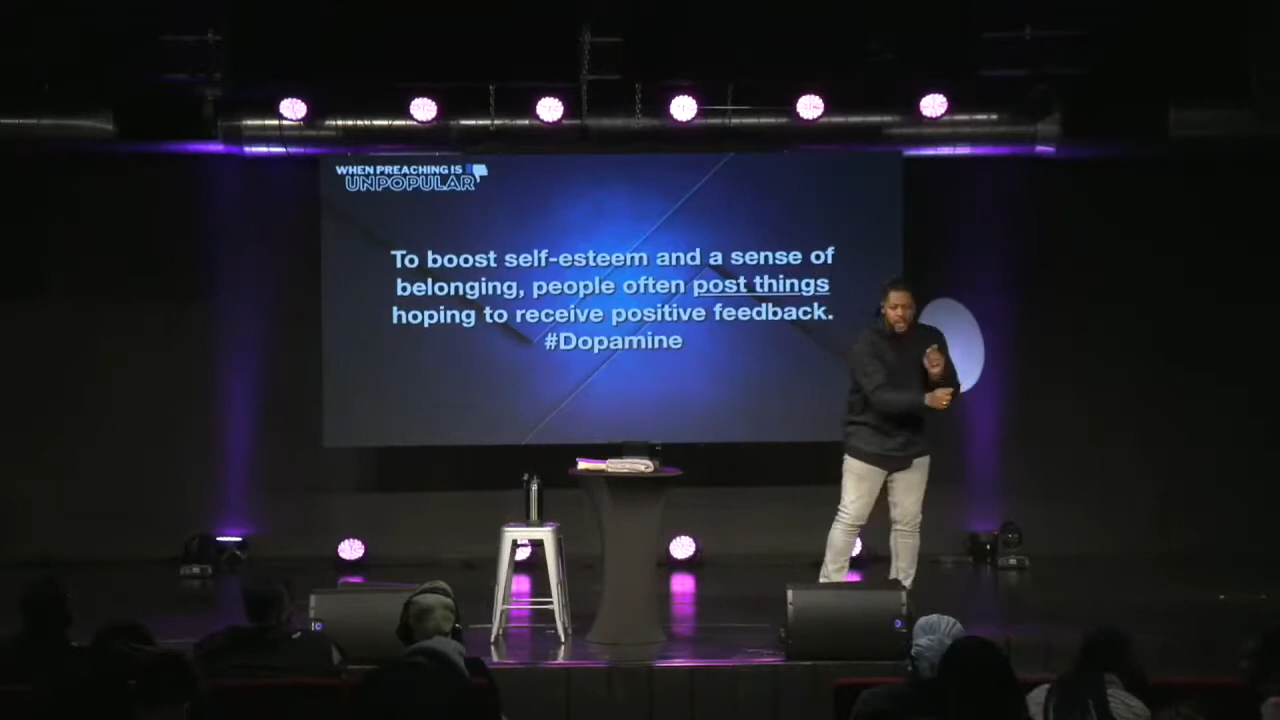 WHEN PREACHING IS
UNPOPULAR
To boost self-esteem and a sense of
belonging, people often post things
hoping to receive positive feedback.
#Dopamine